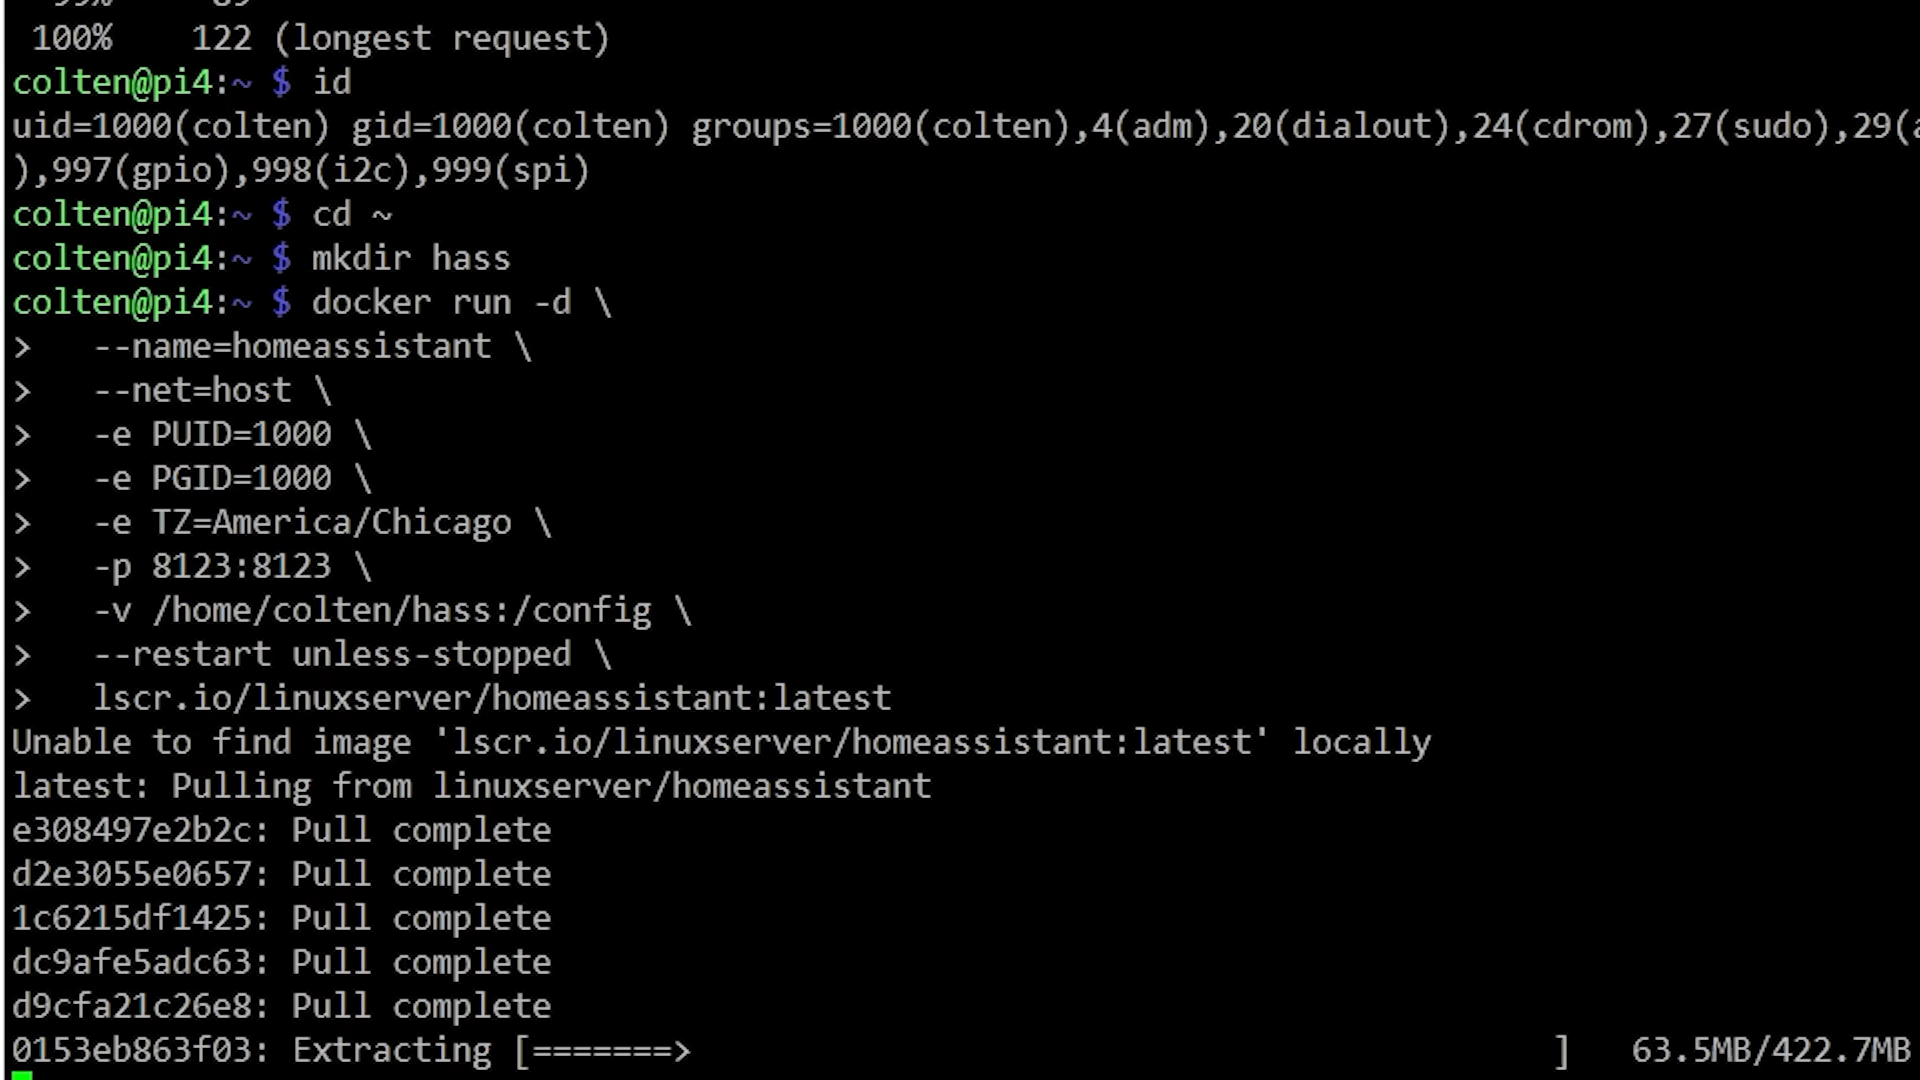 100%    122 (longest request)
colten@pi4:~ $ id
uid=1000(colten) gid=1000(colten) groups=1000(colten),4(adm),20(dialout),24(cdrom),27(sudo),29(
),997(gpio),998(i2c),999(spi)
colten@pi4:~ $ cd ~
colten@pi4:~ $ mkdir hass
colten@pi4:~ $ docker run -d \
>   --name=homeassistant \
>   --net=host \
>   -e PUID=1000 \
>   -e PGID=1000 \
>   -e TZ=America/Chicago \
>   -p 8123:8123 \
>   -v /home/colten/hass:/config \
>   --restart unless-stopped \
>   lscr.io/linuxserver/homeassistant:latest
Unable to find image 'lscr.io/linuxserver/homeassistant:latest' locally
latest: Pulling from linuxserver/homeassistant
e308497e2b2c: Pull complete
d2e3055e0657: Pull complete
1c6215df1425: Pull complete
dc9afe5adc63: Pull complete
d9cfa21c26e8: Pull complete
0153eb863f03: Extracting [=======>                                           ]   63.5MB/422.7MB